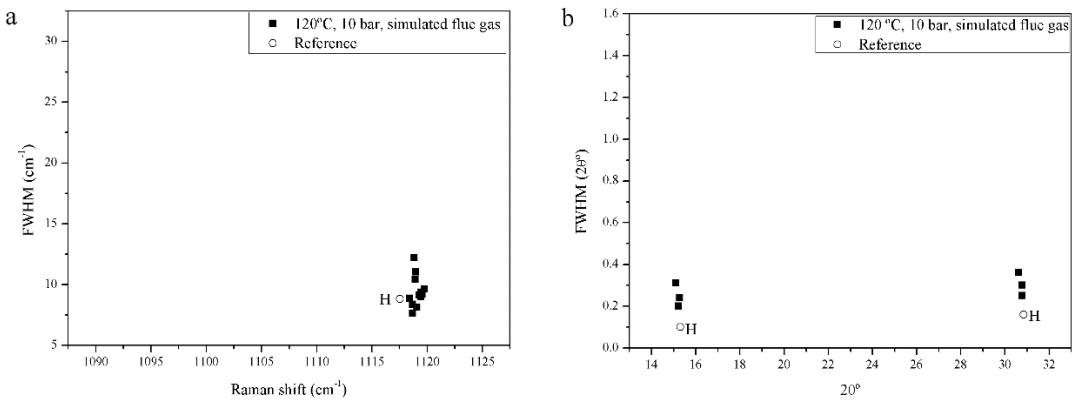 a
120ºC, 10 bar, simulated flue gas
Reference
30
25
20
15
10
5
FWHM (cm-1)
H
1090
1095
1100
1105
1110
1115
1120
1125
Raman shift (cm-1)
b
120 ºC, 10 bar, simulated flue gas
Reference
1.6
1.4
1.2
1.0
0.8
0.6
0.4
0.2
0.0
FWHM (2θº)
H
H
14
16
18
20
22
24
26
28
30
32
2θº